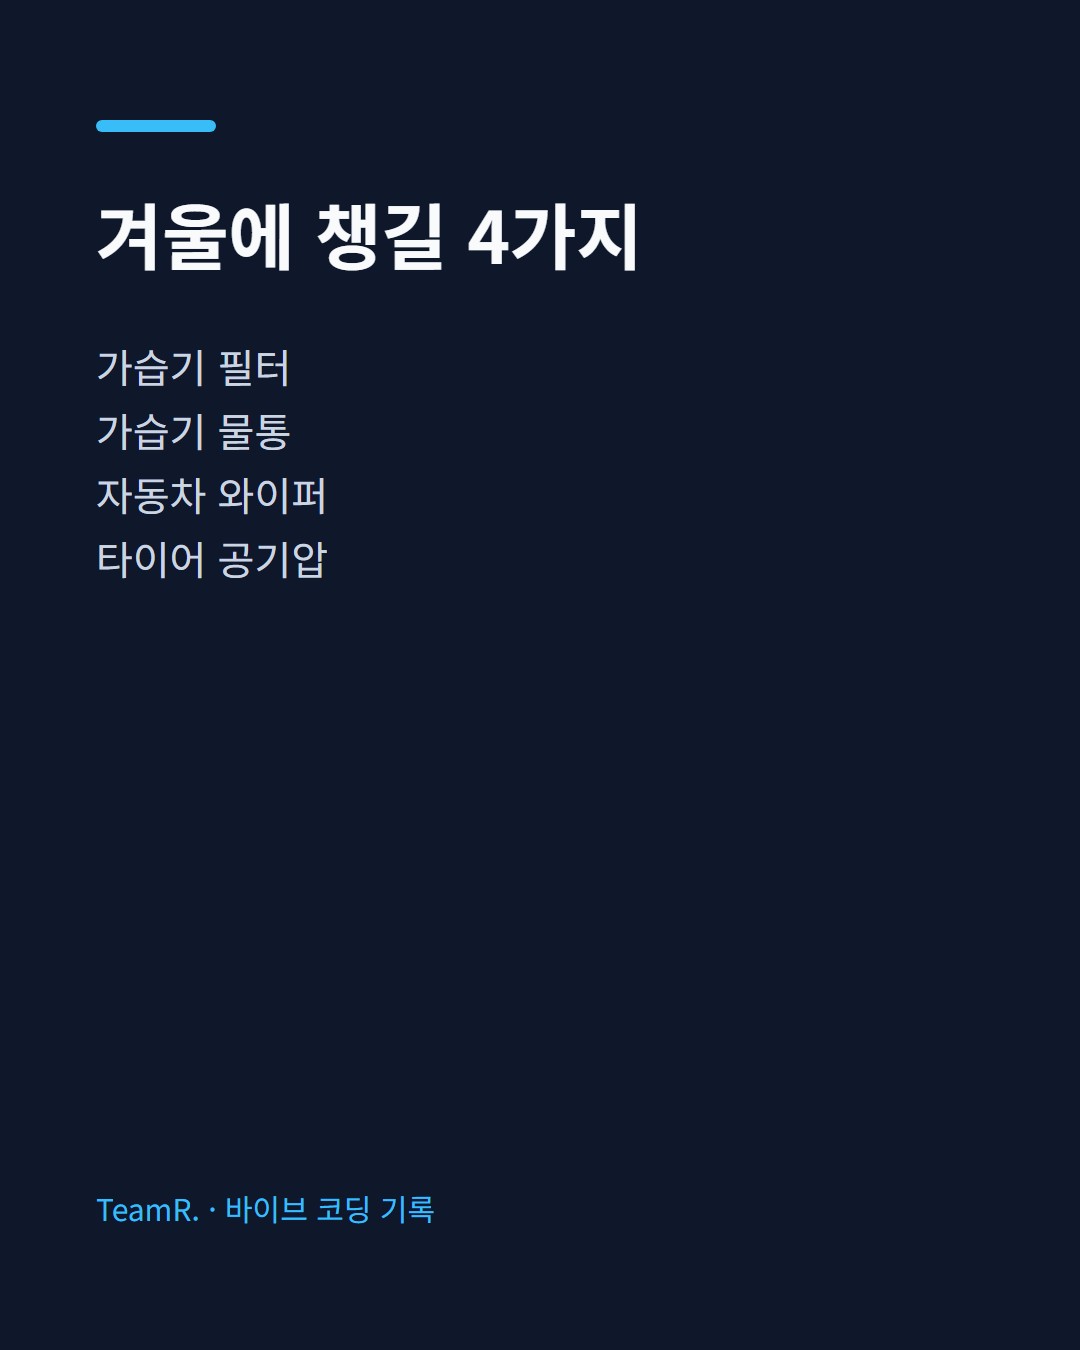 겨울에 챙길 4가지
가습기 필터
가습기 물통
자동차 와이퍼
타이어 공기압
TeamR. · 바이브 코딩 기록